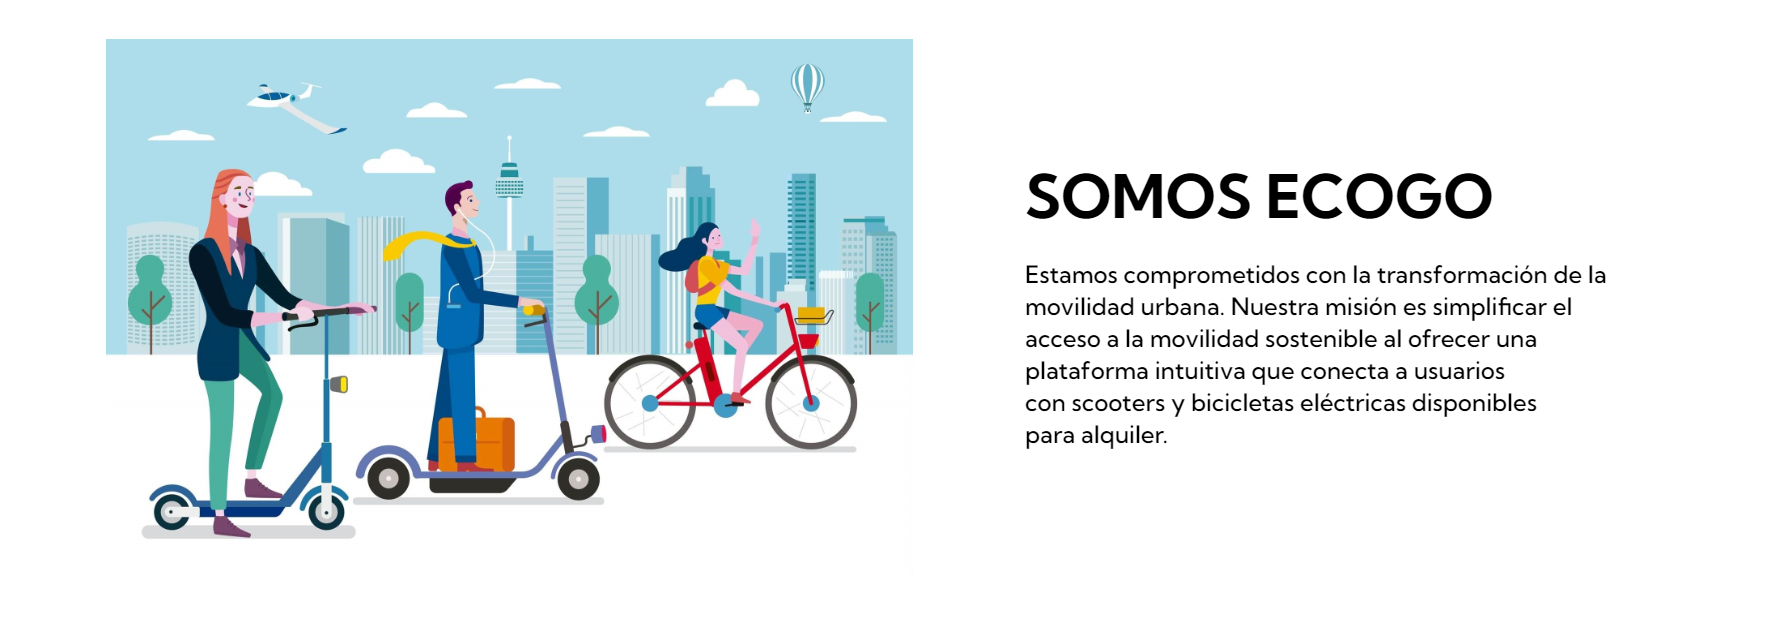 SOMOS ECOGO
Estamos comprometidos con la transformación de la
movilidad urbana. Nuestra misión es simplificar el
acceso a la movilidad sostenible al ofrecer una
plataforma intuitiva que conecta a usuarios
con scooters y bicicletas eléctricas disponibles
para alquiler.